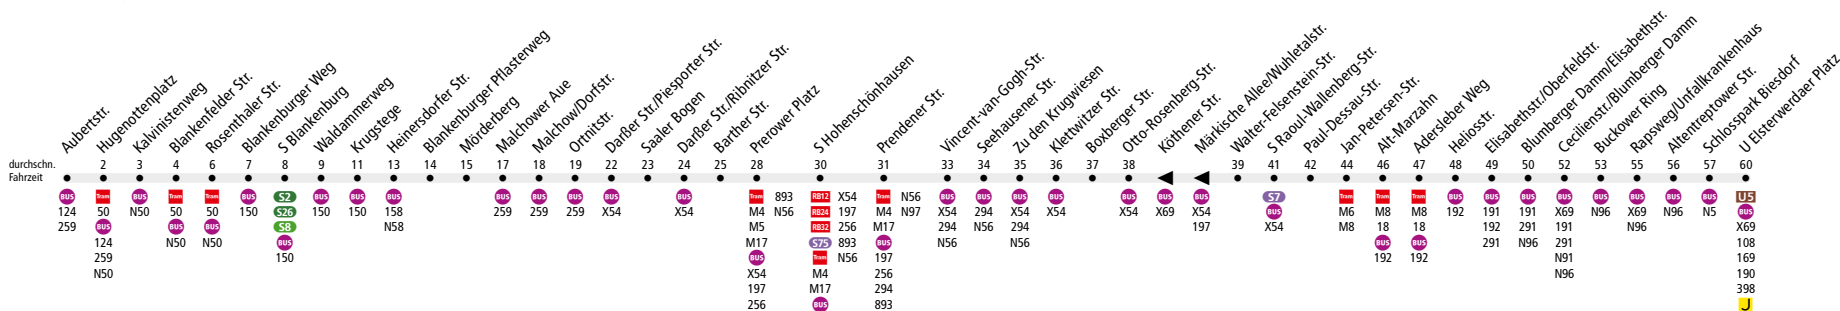 Aubertstr.
Hugenottenplatz
Kalvinistenweg
Blankenfelder Str.
Rosenthaler Str.
Blankenburger Weg
S Blankenburg
Waldammerweg
Krugstege
Heinersdorfer Str.
Blankenburger Pflasterweg
Mörderberg
Malchower Aue
Malchow/Dorfstr.
Ortnitstr.
Darßer Str./Piesporter Str.
Saaler Bogen
Darßer Str./Ribnitzer Str.
Barther Str.
Prerower Platz
S Hohenschönhausen
Prendener Str.
Vincent-van-Gogh-Str.
Seehausener Str.
Zu den Krugwiesen
Klettwitzer Str.
Boxberger Str.
Otto-Rosenberg-Str.
Köthener Str.
Märkische Allee/Wuhletalstr.
Walter-Felsenstein-Str.
S Raoul-Wallenberg-Str.
Paul-Dessau-Str.
Jan-Petersen-Str.
Alt-Marzahn
Adersleber Weg
Heliosstr.
Elisabethstr./Oberfeldstr.
Blumberger Damm/Elisabethstr.
Cecilienstr./Blumberger Damm
Buckower Ring
Rapsweg/Unfallkrankenhaus
Altentreptower Str.
Schlosspark Biesdorf
U Elsterwerdaer Platz
durchschn. 2 3 4 6 7 8 9 11 13 14 15 17 18 19 22 23 24 25 28 30 31 33 34 35 36 37 38 39 41 42 44 46 47 48 49 50 52 53 55 56 57 60
Fahrzeit
BUS Tram BUS Tram Tram BUS S2 BUS BUS BUS BUS BUS BUS BUS BUS Tram 893 RB12 X54 Tram N56 BUS BUS BUS BUS BUS BUS BUS S7 Tram Tram Tram BUS BUS BUS BUS BUS BUS BUS BUS U5
124 50 N50 50 50 150 S26 150 150 158 259 259 259 X54 X54 M4 N56 RB24 197 M4 N97 X54 294 X54 X54 X54 X69 X54 BUS M6 M8 M8 192 191 191 X69 N96 X69 N96 N5 BUS
259 BUS BUS BUS S8 N58 M5 RB32 256 M17 294 N56 294 197 X54 M8 18 18 192 291 191 N96 X69
124 N50 N50 BUS M17 S75 893 BUS N56 N56 BUS BUS 291 N96 291 108
259 150 BUS Tram N56 197 192 192 N91 169
N50 X54 M4 256 N96 190
197 M17 294 398
256 BUS 893 J